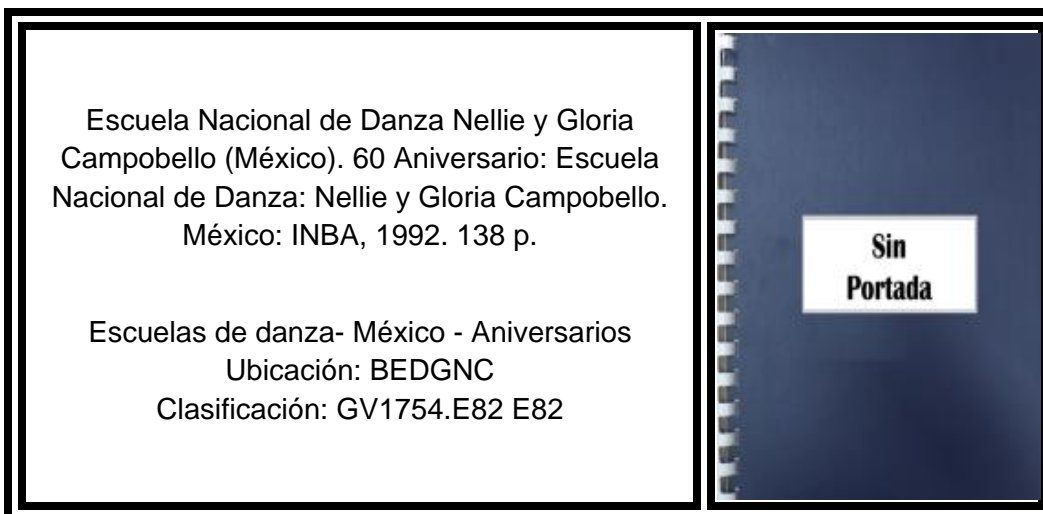 Escuela Nacional de Danza Nellie y Gloria
Campobello (México). 60 Aniversario: Escuela
Nacional de Danza: Nellie y Gloria Campobello.
México: INBA, 1992. 138 p.
Escuelas de danza- México - Aniversarios
Ubicación: BEDGNC
Clasificación: GV1754.E82 E82
Sin
Portada